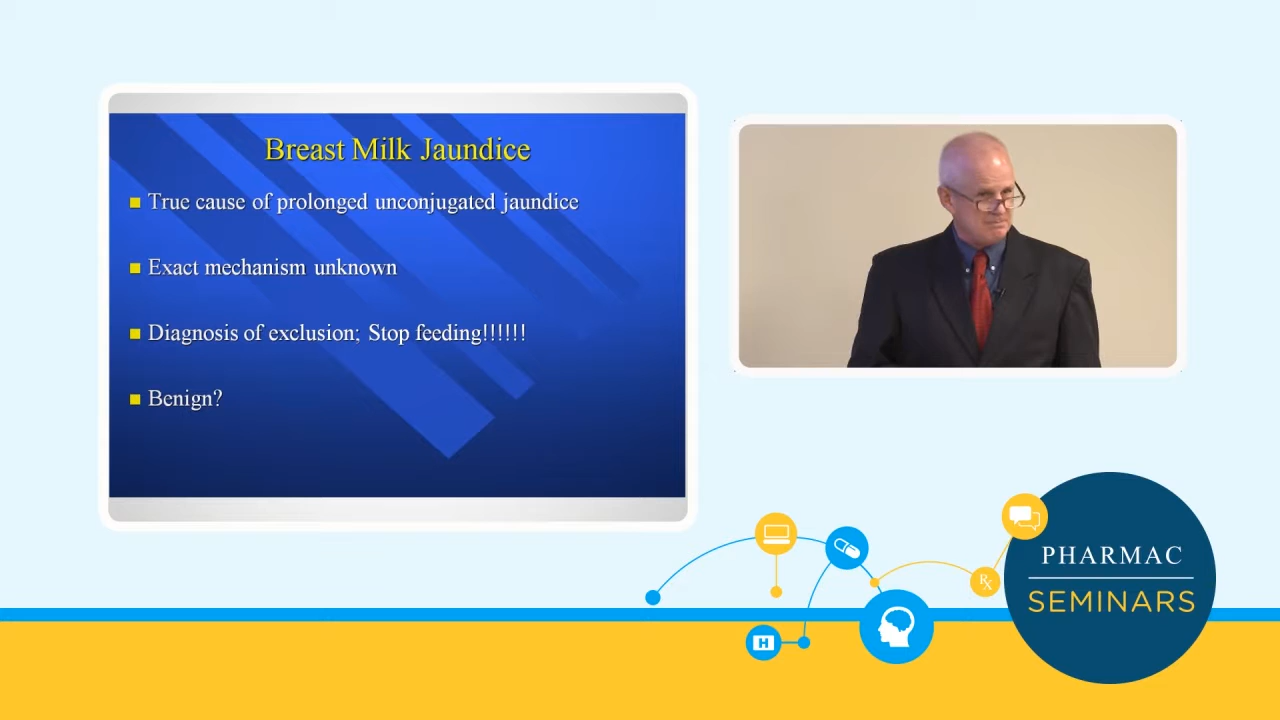 Breast Milk Jaundice
True cause of prolonged unconjugated jaundice
Exact mechanism unknown
Diagnosis of exclusion; Stop feeding!!!!!!
Benign?
Rx
H
PHARMAC
SEMINARS